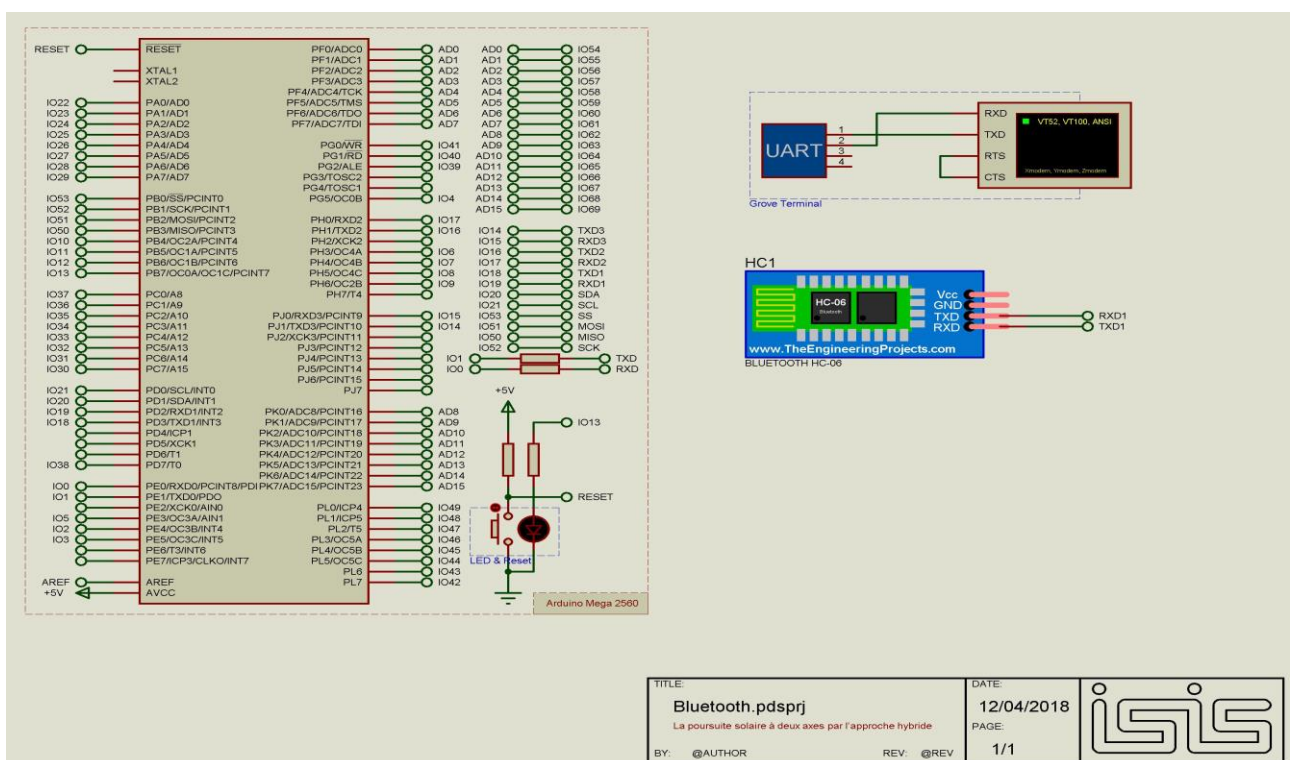 RESET RESET
XTAL1
XTAL2
IO22 PA0/AD0
IO23 PA1/AD1
IO24 PA2/AD2
IO25 PA3/AD3
IO26 PA4/AD4
IO27 PA5/AD5
IO28 PA6/AD6
IO29 PA7/AD7
IO53 PB0/SS/PCINT0
IO52 PB1/SCK/PCINT1
IO51 PB2/MOSI/PCINT2
IO50 PB3/MISO/PCINT3
IO10 PB4/OC2A/PCINT4
IO11 PB5/OC1A/PCINT5
IO12 PB6/OC1B/PCINT6
IO13 PB7/OC0A/OC1C/PCINT7
IO37 PC0/A8
IO36 PC1/A9
IO35 PC2/A10
IO34 PC3/A11
IO33 PC4/A12
IO32 PC5/A13
IO31 PC6/A14
IO30 PC7/A15
IO21 PD0/SCL/INT0
IO20 PD1/SDA/INT1
IO19 PD2/RXD1/INT2
IO18 PD3/TXD1/INT3
PD4/ICP1
PD5/XCK1
PD6/T1
IO38 PD7/T0
IO0 PE0/RXD0/PCINT8/PDI
IO1 PE1/TXD0/PDO
PE2/XCK0/AIN0
IO5 PE3/OC3A/AIN1
IO2 PE4/OC3B/INT4
IO3 PE5/OC3C/INT5
PE6/T3/INT6
PE7/ICP3/CLKO/INT7
AREF AREF
+5V AVCC
PF0/ADC0 AD0
PF1/ADC1 AD1
PF2/ADC2 AD2
PF3/ADC3 AD3
PF4/ADC4/TCK AD4
PF5/ADC5/TMS AD5
PF6/ADC6/TDO AD6
PF7/ADC7/TDI AD7
PG0/WR IO41
PG1/RD IO40
PG2/ALE IO39
PG3/TOSC2
PG4/TOSC1
PG5/OC0B IO4
PH0/RXD2 IO17
PH1/TXD2 IO16
PH2/XCK2
PH3/OC4A IO6
PH4/OC4B IO7
PH5/OC4C IO8
PH6/OC2B IO9
PH7/T4
PJ0/RXD3/PCINT9 IO15
PJ1/TXD3/PCINT10 IO14
PJ2/XCK3/PCINT11
PJ3/PCINT12
PJ4/PCINT13
PJ5/PCINT14
PJ6/PCINT15
PJ7
PK0/ADC8/PCINT16 AD8
PK1/ADC9/PCINT17 AD9
PK2/ADC10/PCINT18 AD10
PK3/ADC11/PCINT19 AD11
PK4/ADC12/PCINT20 AD12
PK5/ADC13/PCINT21 AD13
PK6/ADC14/PCINT22 AD14
PK7/ADC15/PCINT23 AD15
PL0/ICP4 IO49
PL1/ICP5 IO48
PL2/T5 IO47
PL3/OC5A IO46
PL4/OC5B IO45
PL5/OC5C IO44
PL6 IO43
PL7 IO42
AD0 IO54
AD1 IO55
AD2 IO56
AD3 IO57
AD4 IO58
AD5 IO59
AD6 IO60
AD7 IO61
AD8 IO62
AD9 IO63
AD10 IO64
AD11 IO65
AD12 IO66
AD13 IO67
AD14 IO68
AD15 IO69
IO14 TXD3
IO15 RXD3
IO16 TXD2
IO17 RXD2
IO18 TXD1
IO19 RXD1
IO20 SDA
IO21 SCL
IO53 SS
IO51 MOSI
IO50 MISO
IO52 SCK
IO1 TXD
IO0 RXD
+5V
IO13
RESET
LED & Reset
Arduino Mega 2560
UART
1
2
3
4
RXD
TXD
RTS
CTS
VT52, VT100, ANSI
Xmodem, Ymodem, Zmodem
Grove Terminal
HC1
HC-06
Bluetooth
Vcc
GND
TXD RXD1
RXD TXD1
www.TheEngineeringProjects.com
BLUETOOTH HC-06
TITLE:
Bluetooth.pdsprj
La poursuite solaire à deux axes par l'approche hybride
BY: @AUTHOR REV: @REV
DATE:
12/04/2018
PAGE:
1/1
isis